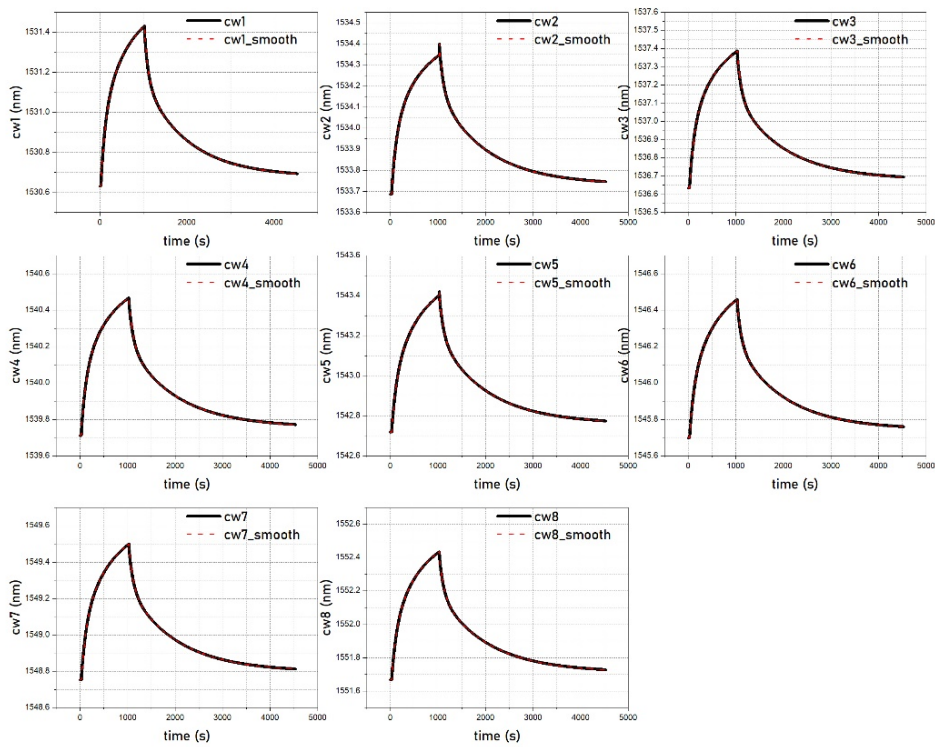 cw1
cw1_smooth
1531.4
1531.2
1531.0
1530.8
1530.6
cw1 (nm)
0 2000 4000
time (s)
cw2
cw2_smooth
1534.5
1534.4
1534.3
1534.2
1534.1
1534.0
1533.9
1533.8
1533.7
1533.6
cw2 (nm)
0 1000 2000 3000 4000 5000
time (s)
cw3
cw3_smooth
1537.6
1537.5
1537.4
1537.3
1537.2
1537.1
1537.0
1536.9
1536.8
1536.7
1536.6
1536.5
cw3 (nm)
0 1000 2000 3000 4000 5000
time (s)
cw4
cw4_smooth
1540.6
1540.4
1540.2
1540.0
1539.8
1539.6
cw4 (nm)
0 1000 2000 3000 4000 5000
time (s)
cw5
cw5_smooth
1543.6
1543.4
1543.2
1543.0
1542.8
1542.6
cw5 (nm)
0 1000 2000 3000 4000 5000
time (s)
cw6
cw6_smooth
1546.6
1546.4
1546.2
1546.0
1545.8
1545.6
cw6 (nm)
0 1000 2000 3000 4000 5000
time (s)
cw7
cw7_smooth
1549.6
1549.4
1549.2
1549.0
1548.8
1548.6
cw7 (nm)
0 1000 2000 3000 4000 5000
time (s)
cw8
cw8_smooth
1552.6
1552.4
1552.2
1552.0
1551.8
1551.6
cw8 (nm)
0 1000 2000 3000 4000 5000
time (s)